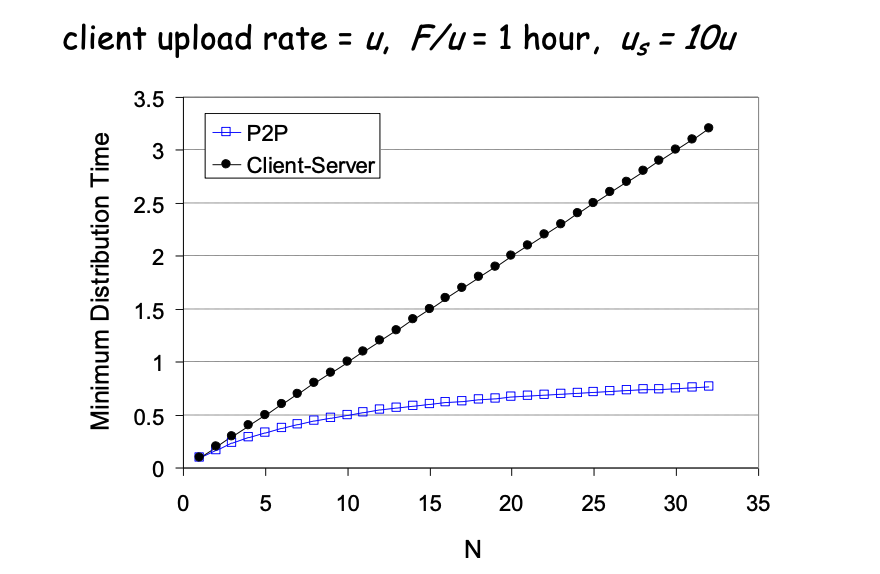 client upload rate = u, F/u = 1 hour, us = 10u
3.5
3
2.5
2
1.5
1
0.5
0
Minimum Distribution Time
P2P
Client-Server
0 5 10 15 20 25 30 35
N